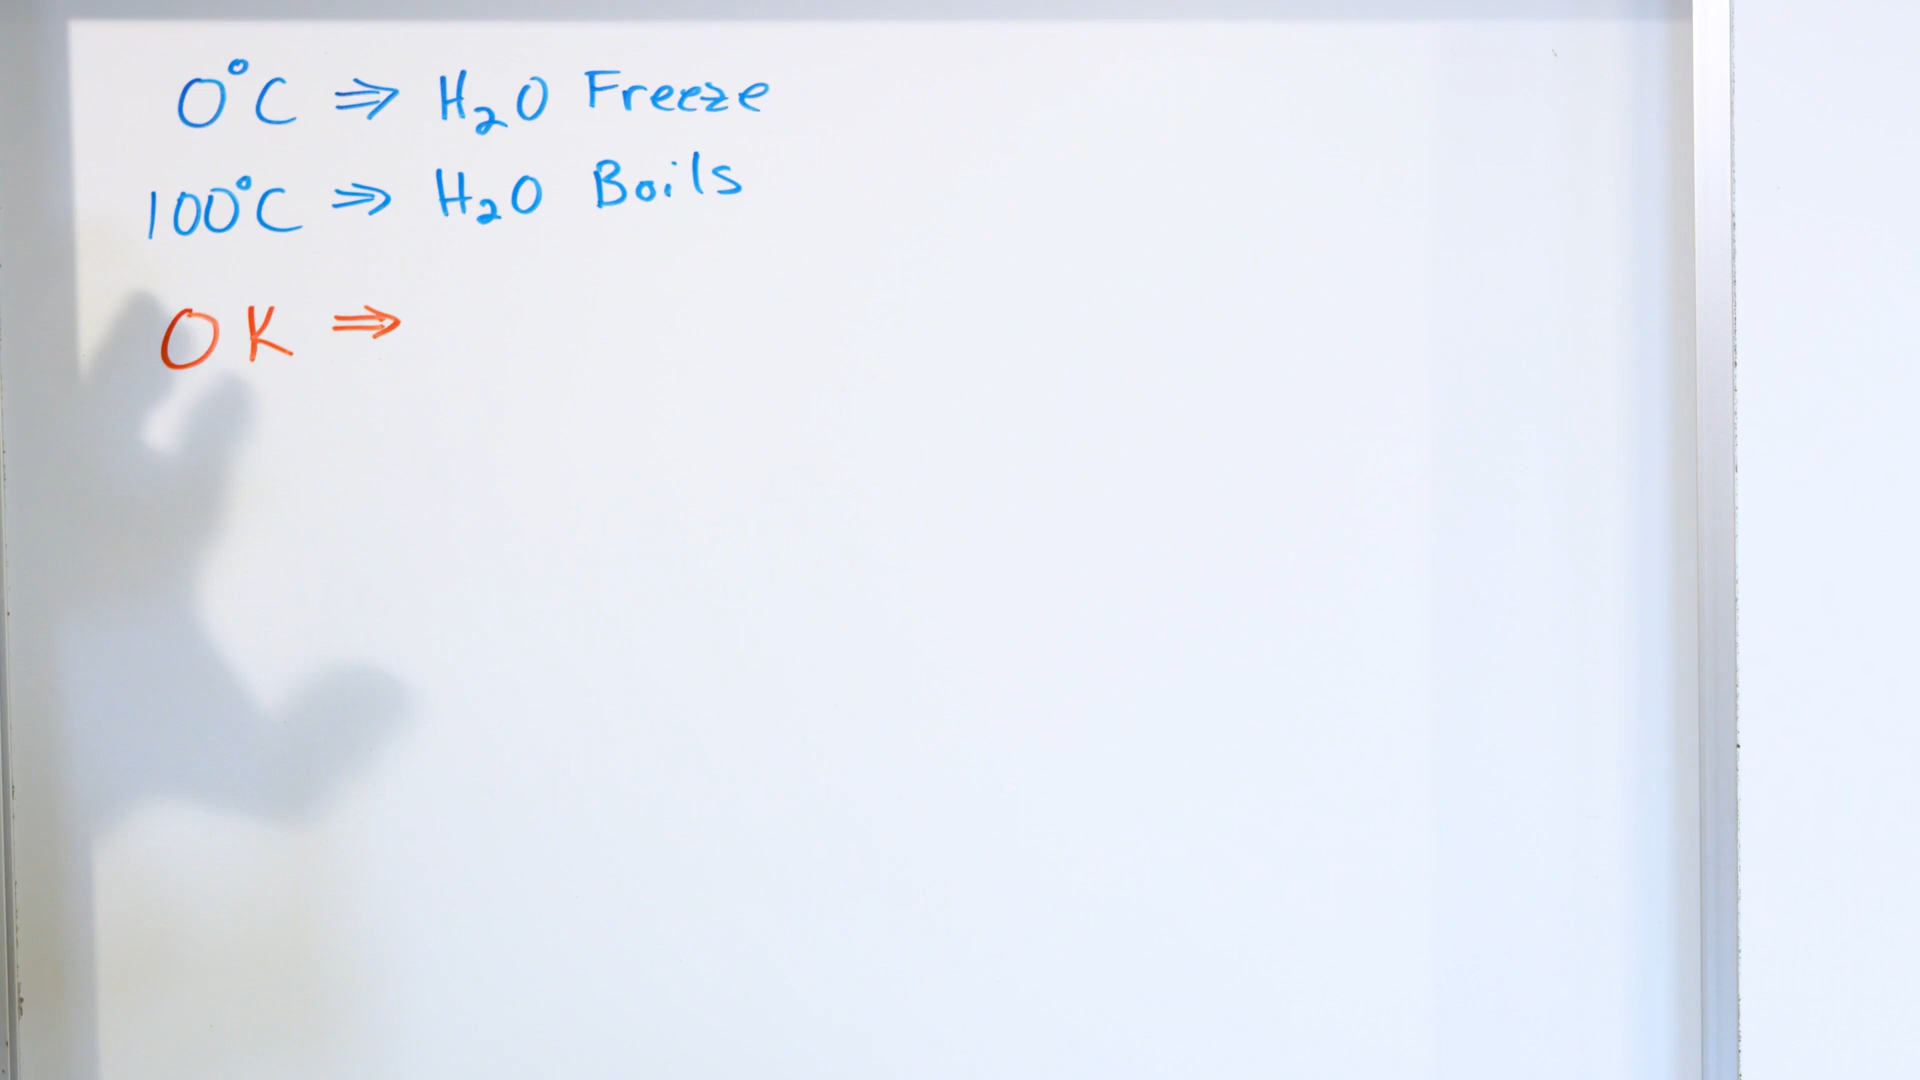 0°C ⇒ H₂O Freeze
100°C ⇒ H₂O Boils
0 K ⇒